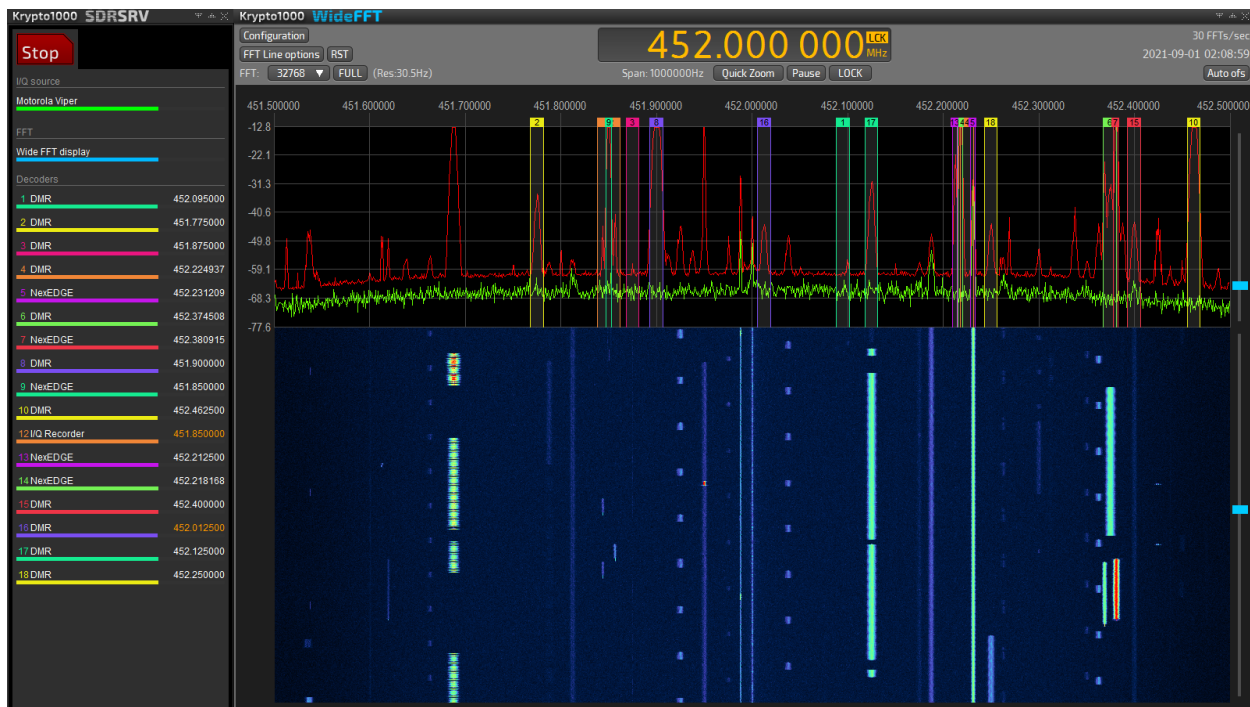 Krypto1000 SDRSRV
Stop
I/Q source
Motorola Viper
FFT
Wide FFT display
Decoders
1 DMR 452.095000
2 DMR 451.775000
3 DMR 451.875000
4 DMR 452.224937
5 NexEDGE 452.231209
6 DMR 452.374508
7 NexEDGE 452.380915
8 DMR 451.900000
9 NexEDGE 451.850000
10 DMR 452.462500
12 I/Q Recorder 451.850000
13 NexEDGE 452.212500
14 NexEDGE 452.218168
15 DMR 452.400000
16 DMR 452.012500
17 DMR 452.125000
18 DMR 452.250000
Krypto1000 WideFFT
Configuration
FFT Line options RST
FFT: 32768 ▼ FULL (Res:30.5Hz)
452.000 000 LCK MHz
Span: 1000000Hz Quick Zoom Pause LOCK
30 FFTs/sec
2021-09-01 02:08:59
Auto ofs
451.500000 451.600000 451.700000 451.800000 451.900000 452.000000 452.100000 452.200000 452.300000 452.400000 452.500000
2 9 3 8 16 1 17 13 4 5 18 6 7 15 10
-12.8
-22.1
-31.3
-40.6
-49.8
-59.1
-68.3
-77.6